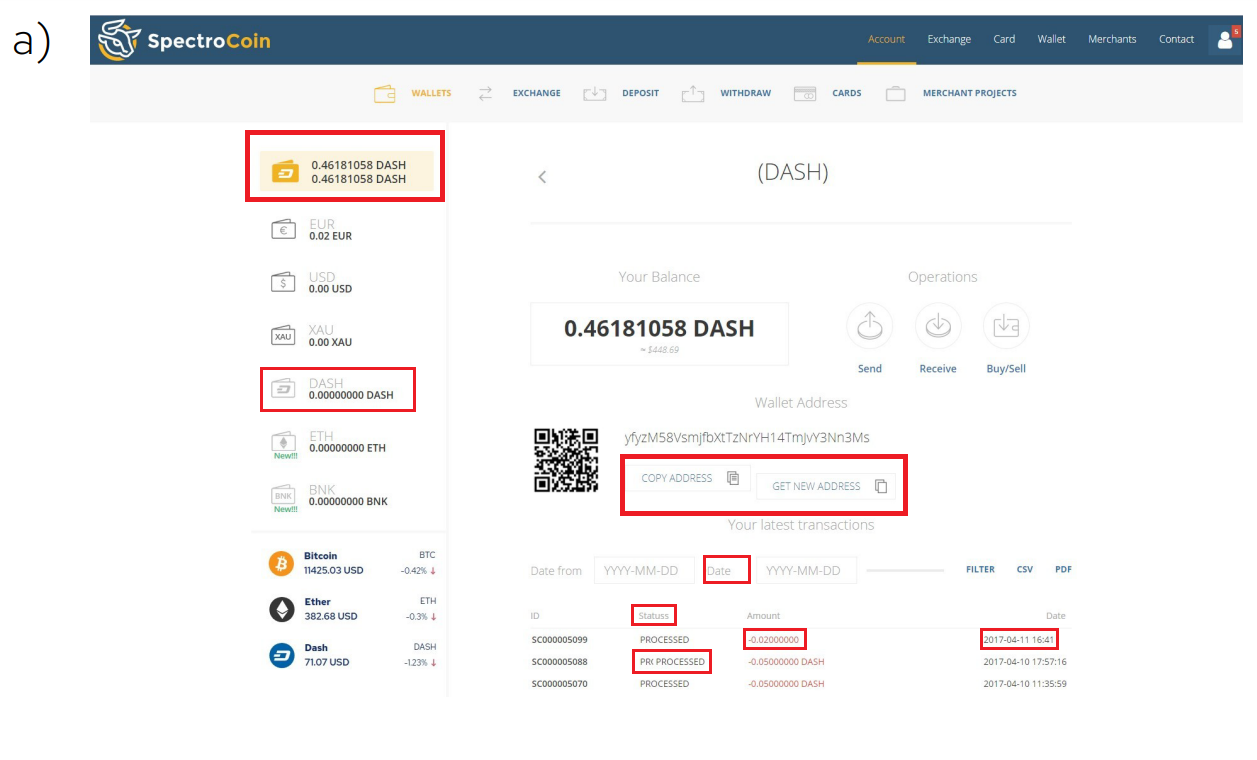 a)
SpectroCoin
Account Exchange Card Wallet Merchants Contact 5
WALLETS EXCHANGE DEPOSIT WITHDRAW CARDS MERCHANT PROJECTS
0.46181058 DASH
0.46181058 DASH
€ EUR
0.02 EUR
$ USD
0.00 USD
XAU XAU
0.00 XAU
DASH
0.00000000 DASH
ETH
0.00000000 ETH
New!!!
BNK BNK
0.00000000 BNK
New!!!
Bitcoin BTC
11425.03 USD -0.42% ↓
Ether ETH
382.68 USD -0.3% ↓
Dash DASH
71.07 USD -1.23% ↓
(DASH)
Your Balance
0.46181058 DASH
≈ $448.69
Operations
Send Receive Buy/Sell
Wallet Address
yfyzM58VsmjfbXtTzNrYH14TmJvY3Nn3Ms
COPY ADDRESS GET NEW ADDRESS
Your latest transactions
Date from YYYY-MM-DD Date YYYY-MM-DD FILTER CSV PDF
ID Statuss Amount Date
SC000005099 PROCESSED -0.02000000 2017-04-11 16:41
SC000005088 PR( PROCESSED -0.05000000 DASH 2017-04-10 17:57:16
SC000005070 PROCESSED -0.05000000 DASH 2017-04-10 11:35:59